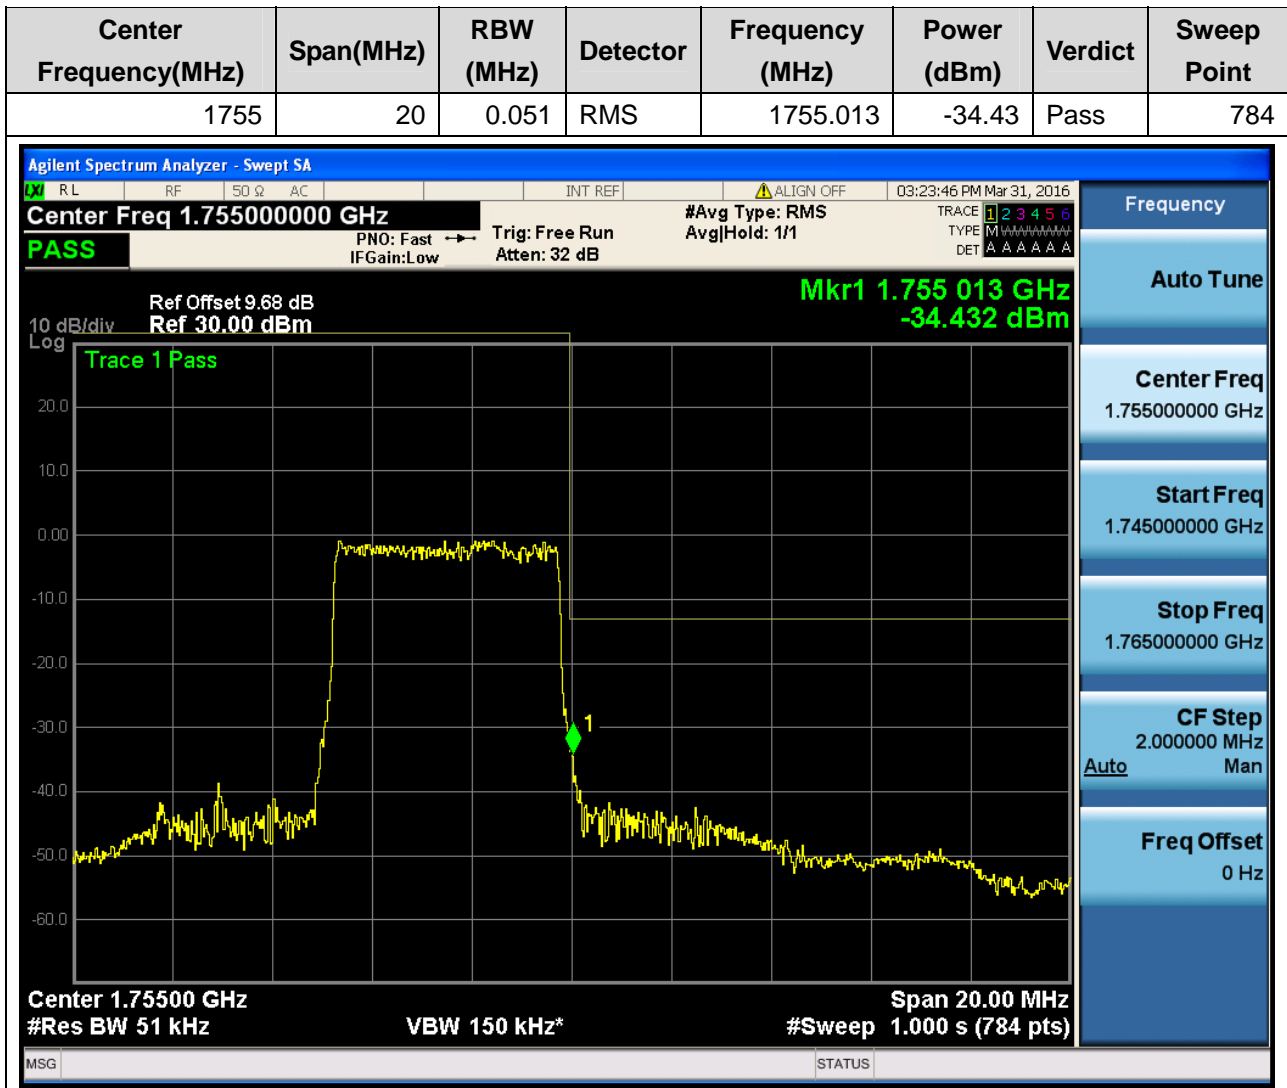 Center Frequency(MHz) Span(MHz) RBW (MHz) Detector Frequency (MHz) Power (dBm) Verdict Sweep Point
1755 20 0.051 RMS 1755.013 -34.43 Pass 784
Agilent Spectrum Analyzer - Swept SA
LXI RL RF 50 Ω AC INT REF ALIGN OFF 03:23:46 PM Mar 31, 2016
Center Freq 1.755000000 GHz #Avg Type: RMS TRACE 1 2 3 4 5 6
PASS PNO: Fast Trig: Free Run Avg|Hold: 1/1 TYPE M WWWWW
IFGain:Low Atten: 32 dB DET A A A A A A
Mkr1 1.755 013 GHz
-34.432 dBm
Ref Offset 9.68 dB
10 dB/div Ref 30.00 dBm
Log
Trace 1 Pass
20.0
10.0
0.00
-10.0
-20.0
-30.0
1
-40.0
-50.0
-60.0
Center 1.75500 GHz Span 20.00 MHz
#Res BW 51 kHz VBW 150 kHz* #Sweep 1.000 s (784 pts)
MSG STATUS
Frequency
Auto Tune
Center Freq
1.755000000 GHz
Start Freq
1.745000000 GHz
Stop Freq
1.765000000 GHz
CF Step
2.000000 MHz
Auto Man
Freq Offset
0 Hz